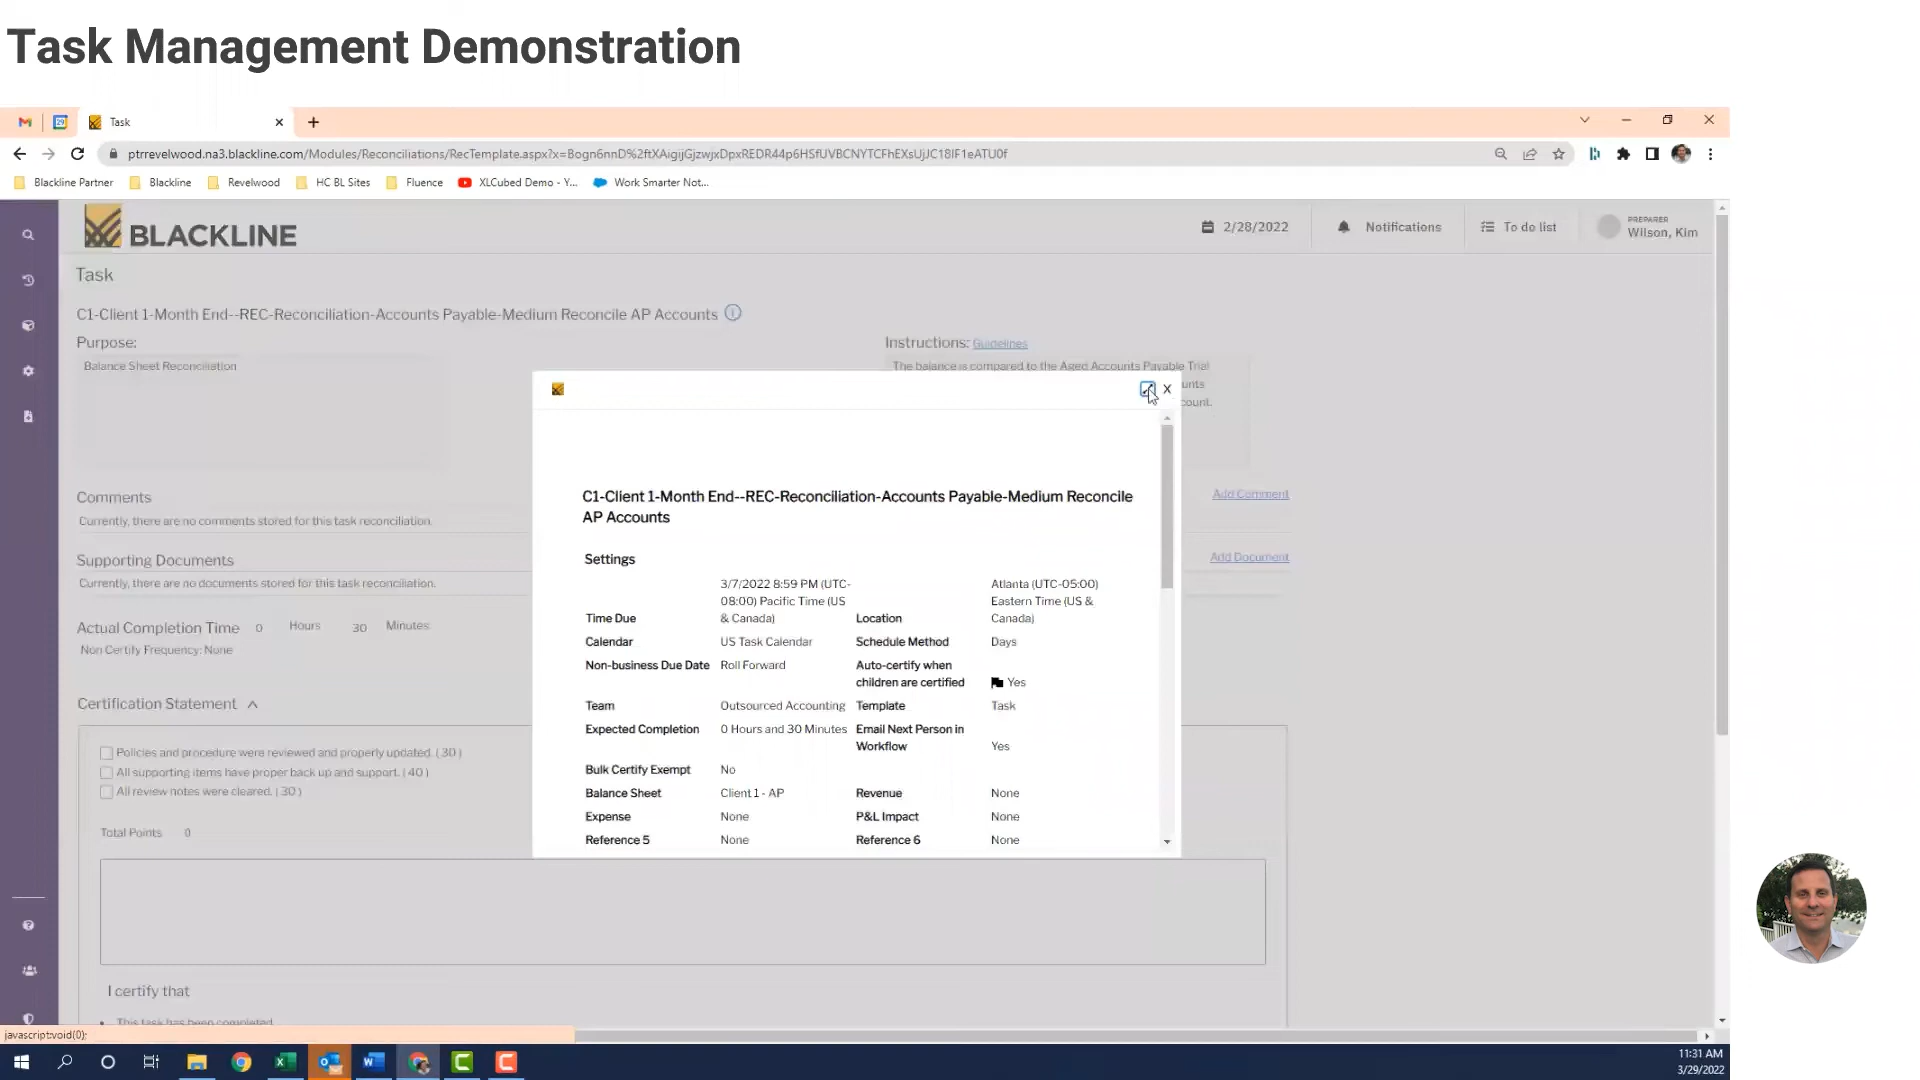 Task Management Demonstration
Task
ptrrevelwood.na3.blackline.com/Modules/Reconciliations/RecTemplate.aspx?x=Bogn6nnD%2ftXAigijGjzwjxDpxREDR44p6HSfUVBCNYTCFhEXsUjJC18IF1eATU0f
Blackline Partner
Blackline
Revelwood
HC BL Sites
Fluence
XLCubed Demo - Y...
Work Smarter Not...
BLACKLINE
2/28/2022
Notifications
To do list
PREPARER
Wilson, Kim
Task
C1-Client 1-Month End--REC-Reconciliation-Accounts Payable-Medium Reconcile AP Accounts
Purpose:
Balance Sheet Reconciliation
Instructions: Guidelines
The balance is compared to the Aged Accounts Payable Trial
unts
count.
Comments
Add Comment
Currently, there are no comments stored for this task reconciliation.
Supporting Documents
Add Document
Currently, there are no documents stored for this task reconciliation.
Actual Completion Time 0 Hours 30 Minutes
Non Certify Frequency: None
Certification Statement
Policies and procedure were reviewed and properly updated. ( 30 )
All supporting items have proper back up and support. ( 40 )
All review notes were cleared. ( 30 )
Total Points 0
I certify that
This task has been completed
X
C1-Client 1-Month End--REC-Reconciliation-Accounts Payable-Medium Reconcile
AP Accounts
Settings
Time Due 3/7/2022 8:59 PM (UTC-
08:00) Pacific Time (US
& Canada)
Location Atlanta (UTC-05:00)
Eastern Time (US &
Canada)
Calendar US Task Calendar
Schedule Method Days
Non-business Due Date Roll Forward
Auto-certify when
children are certified Yes
Team Outsourced Accounting
Template Task
Expected Completion 0 Hours and 30 Minutes
Email Next Person in
Workflow Yes
Bulk Certify Exempt No
Balance Sheet Client 1 - AP
Revenue None
Expense None
P&L Impact None
Reference 5 None
Reference 6 None
javascript:void(0);
11:31 AM
3/29/2022